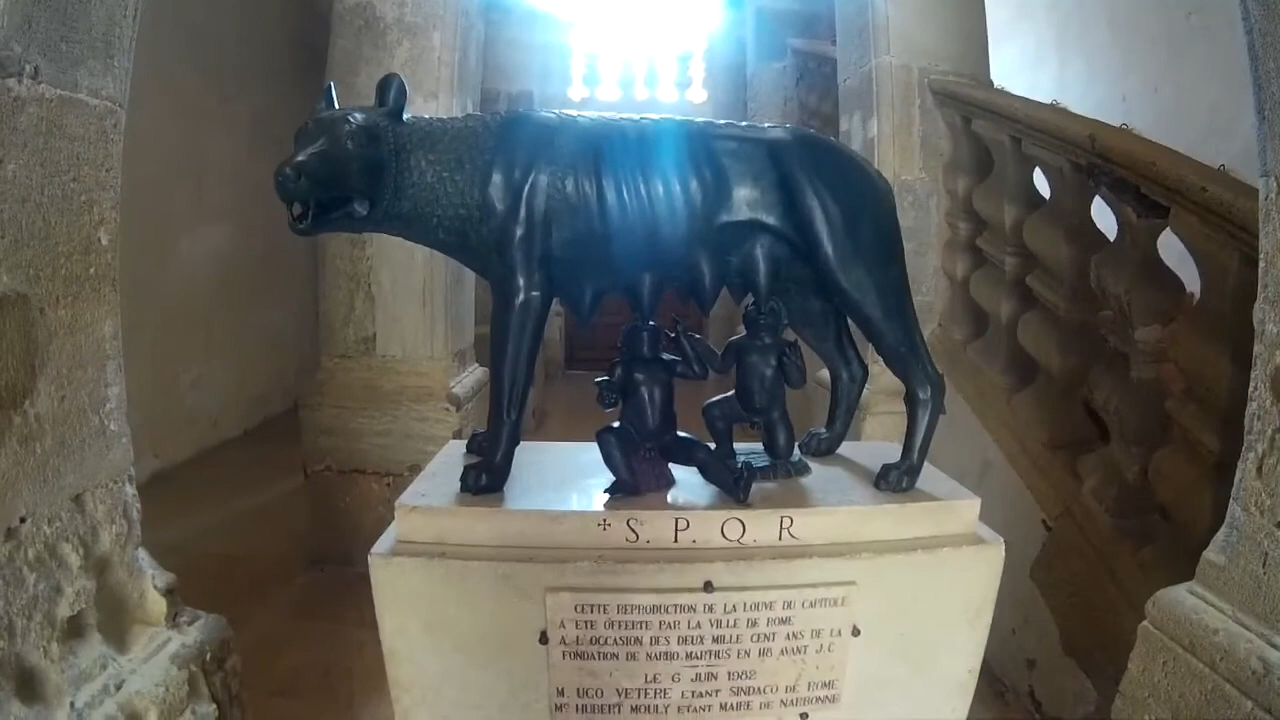 + S. P. Q. R
CETTE REPRODUCTION DE LA LOUVE DU CAPITOLE
A ETE OFFERTE PAR LA VILLE DE ROME
A L'OCCASION DES DEUX MILLE CENT ANS DE LA
FONDATION DE NARBO MARTIUS EN 118 AVANT J.C
LE 6 JUIN 1982
M. UGO VETERE ETANT SINDACO DE ROME
Mᵉ HUBERT MOULY ETANT MAIRE DE NARBONNE